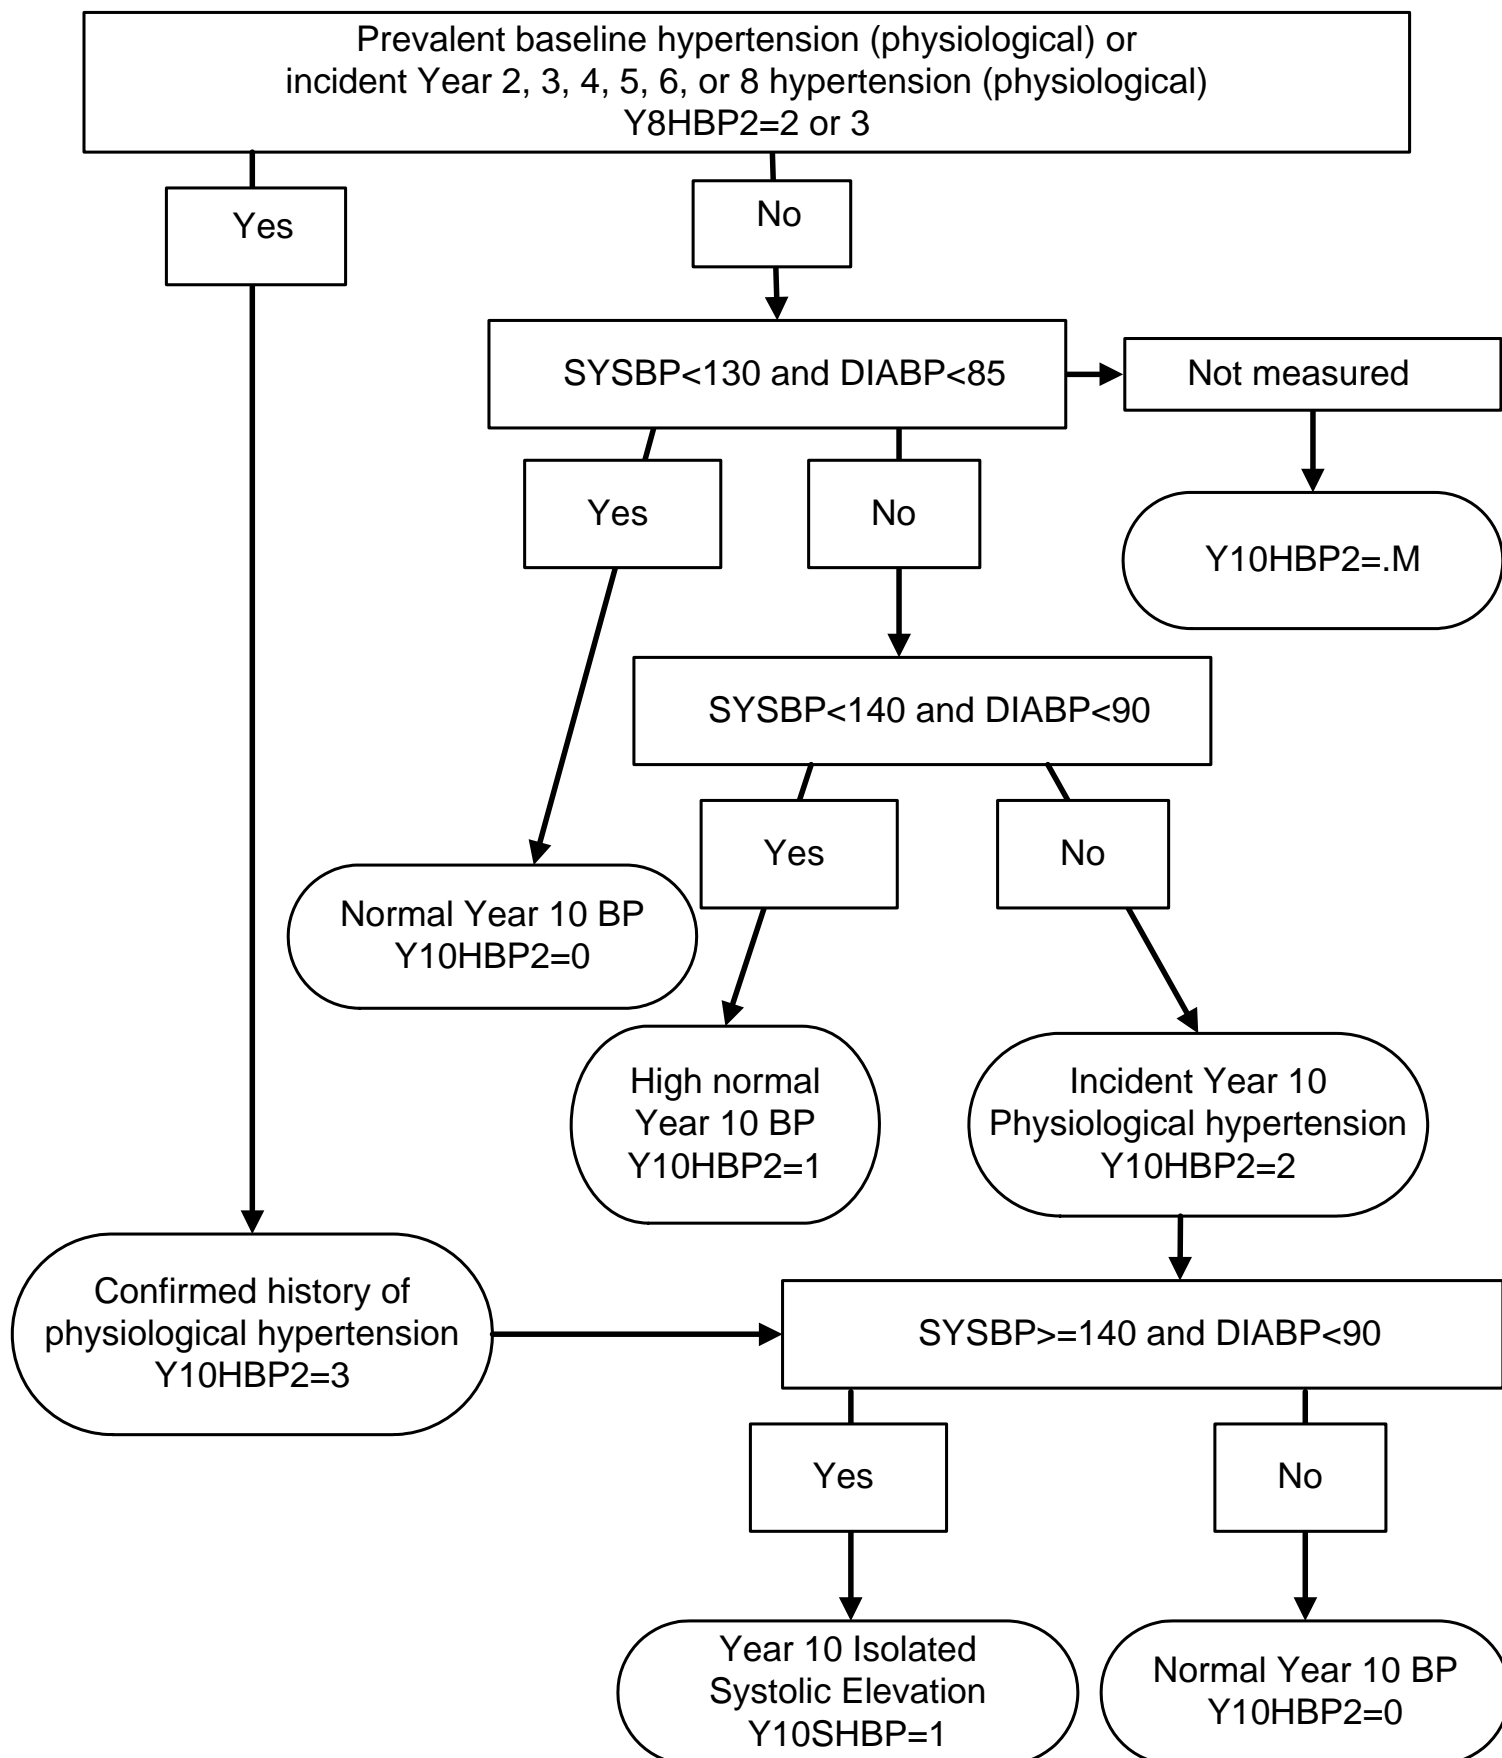 Prevalent baseline hypertension (physiological) or
incident Year 2, 3, 4, 5, 6, or 8 hypertension (physiological)
Y8HBP2=2 or 3
Yes
No
SYSBP<130 and DIABP<85
Not measured
Yes
No
Y10HBP2=.M
SYSBP<140 and DIABP<90
Yes
No
Normal Year 10 BP
Y10HBP2=0
High normal
Year 10 BP
Y10HBP2=1
Incident Year 10
Physiological hypertension
Y10HBP2=2
Confirmed history of
physiological hypertension
Y10HBP2=3
SYSBP>=140 and DIABP<90
Yes
No
Year 10 Isolated
Systolic Elevation
Y10SHBP=1
Normal Year 10 BP
Y10HBP2=0